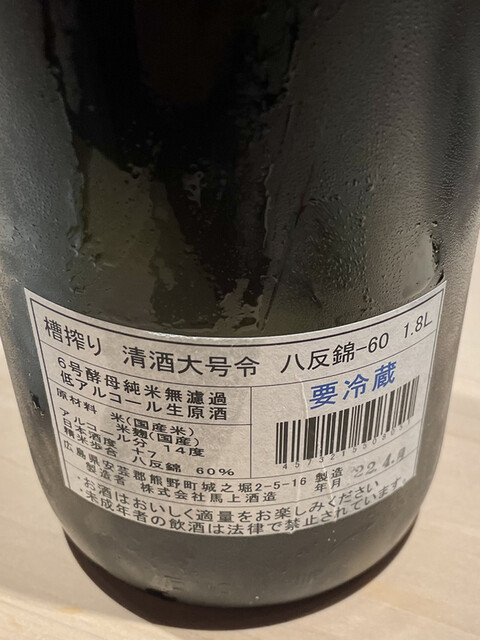 槽搾り 清酒大号令 八反錦-60 1.8L
6号酵母純米無濾過
低アルコール生原酒
要冷蔵
原材料 米(国産米)
米麹(国産)
アルコール分 14度
日本酒度 +7
精米歩合 八反錦 60%
広島県安芸郡熊野町城之堀2-5-16
製造者 株式会社馬上酒造
製造年月 22.4.
.お酒はおいしく適量をお楽しみください
.未成年者の飲酒は法律で禁止されています.